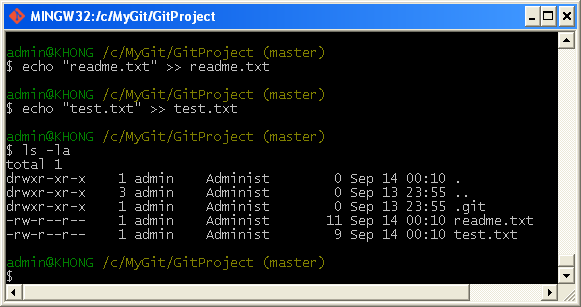 MINGW32:/c/MyGit/GitProject
admin@KHONG /c/MyGit/GitProject (master)
$ echo "readme.txt" >> readme.txt
admin@KHONG /c/MyGit/GitProject (master)
$ echo "test.txt" >> test.txt
admin@KHONG /c/MyGit/GitProject (master)
$ ls -la
total 1
drwxr-xr-x    1 admin    Administ        0 Sep 14 00:10 .
drwxr-xr-x    3 admin    Administ        0 Sep 13 23:55 ..
drwxr-xr-x    1 admin    Administ        0 Sep 13 23:55 .git
-rw-r--r--    1 admin    Administ       11 Sep 14 00:10 readme.txt
-rw-r--r--    1 admin    Administ        9 Sep 14 00:10 test.txt
admin@KHONG /c/MyGit/GitProject (master)
$